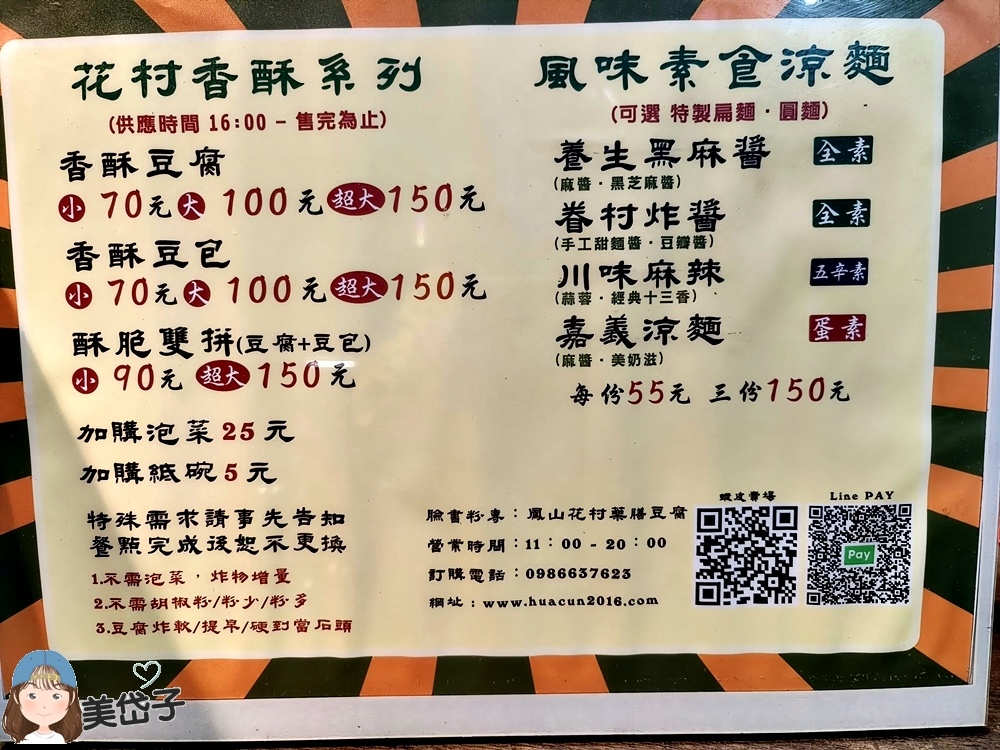 花村香酥系列
(供應時間 16:00 – 售完為止)
香酥豆腐
小 70元 大 100元 超大 150元
香酥豆包
小 70元 大 100元 超大 150元
酥脆雙拼(豆腐+豆包)
小 90元 超大 150元
加購泡菜 25 元
加購紙碗 5 元
特殊需求請事先告知
餐點完成後恕不更換
1.不需泡菜，炸物增量
2.不需胡椒粉/粉少/粉多
3.豆腐炸軟/提早/硬到當石頭
風味素食涼麵
(可選 特製扁麵·圓麵)
養生黑麻醬 全素
(麻醬·黑芝麻醬)
眷村炸醬 全素
(手工甜麵醬·豆瓣醬)
川味麻辣 五辛素
(蒜蓉·經典十三香)
嘉義涼麵 蛋素
(麻醬·美奶滋)
每份55元 三份150元
臉書粉專：鳳山花村藥膳豆腐
營業時間：11：00 - 20：00
訂購電話：0986637623
網址：www.huacun2016.com
蝦皮賣場
Line PAY
Pay
美岱子